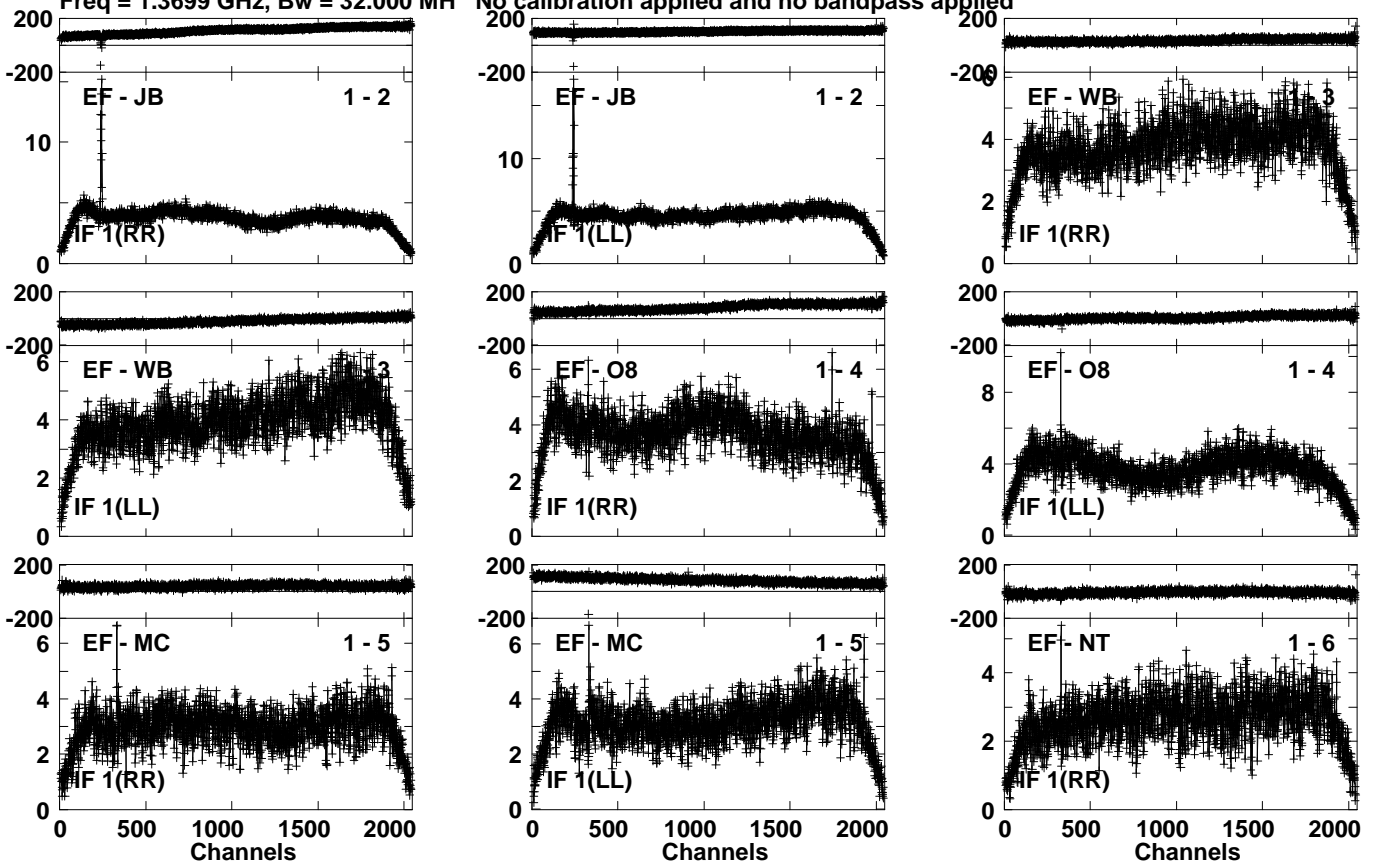 Freq = 1.3699 GHz, Bw = 32.000 MH No calibration applied and no bandpass applied
200
-200
EF - JB 1 - 2
10
IF 1(RR)
0
200
-200
EF - JB 1 - 2
10
IF 1(LL)
0
200
-200
6
EF - WB 1 - 3
4
2
IF 1(RR)
0
200
-200
6
EF - WB 3
4
2
IF 1(LL)
0
200
-200
6
EF - O8 1 - 4
4
2
IF 1(RR)
0
200
-200
EF - O8 1 - 4
8
4
IF 1(LL)
0
200
-200
6
EF - MC 1 - 5
4
2
IF 1(RR)
0
0 500 1000 1500 2000
Channels
200
-200
6
EF - MC 1 - 5
4
2
IF 1(LL)
0
0 500 1000 1500 2000
Channels
200
-200
EF - NT 1 - 6
4
2
IF 1(RR)
0
0 500 1000 1500 2000
Channels